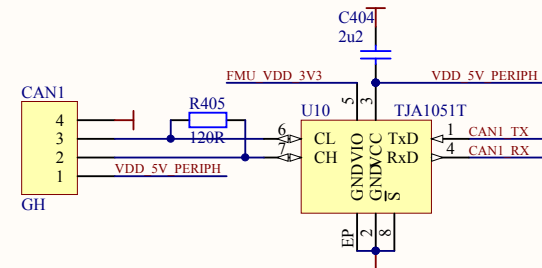 C404
2u2
FMU_VDD_3V3
VDD_5V_PERIPH
CAN1
R405
U10
5
3
TJA1051T
4
3
120R
6
CL
VIO
VCC
TxD
1
CAN1_TX
2
7
CH
RxD
4
CAN1_RX
1
VDD_5V_PERIPH
GND
GND
S
GH
EP
2
8